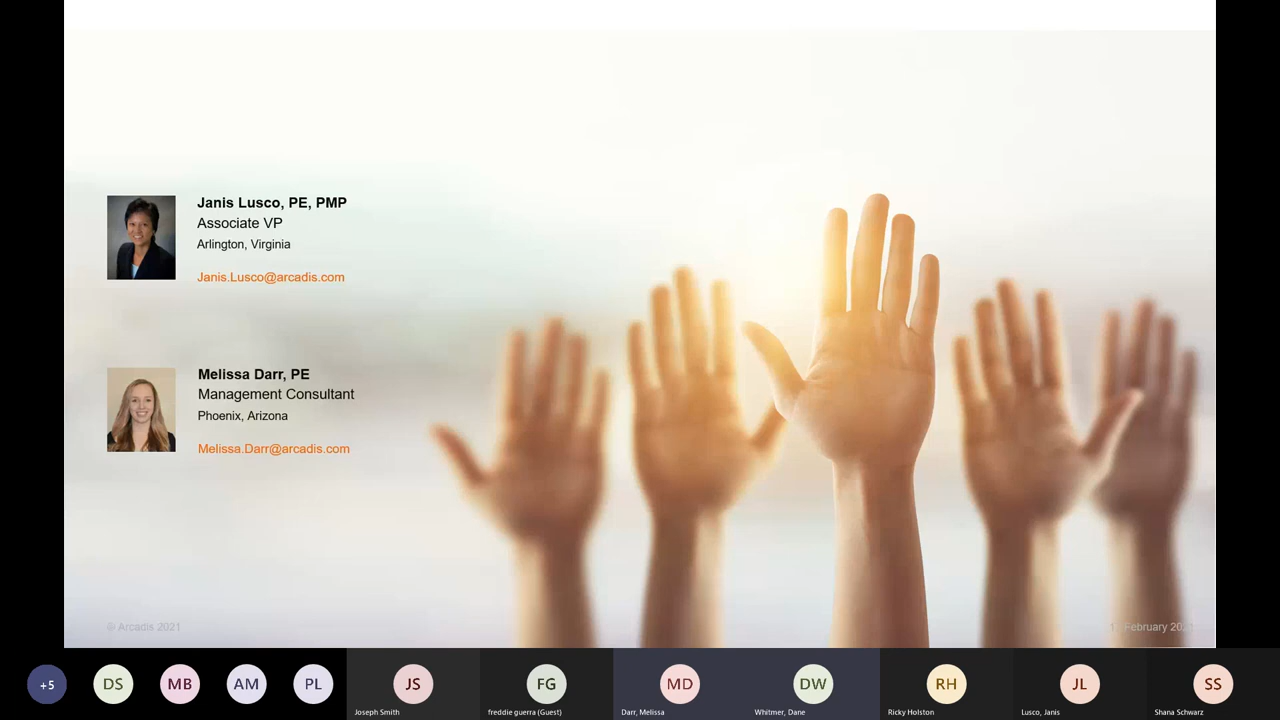 Janis Lusco, PE, PMP
Associate VP
Arlington, Virginia
Janis.Lusco@arcadis.com
Melissa Darr, PE
Management Consultant
Phoenix, Arizona
Melissa.Darr@arcadis.com
© Arcadis 2021
February
+5
DS
MB
AM
PL
JS
FG
MD
DW
RH
JL
SS
Joseph Smith
freddie guerra (Guest)
Darr, Melissa
Whitmer, Dane
Ricky Holston
Lusco, Janis
Shana Schwarz